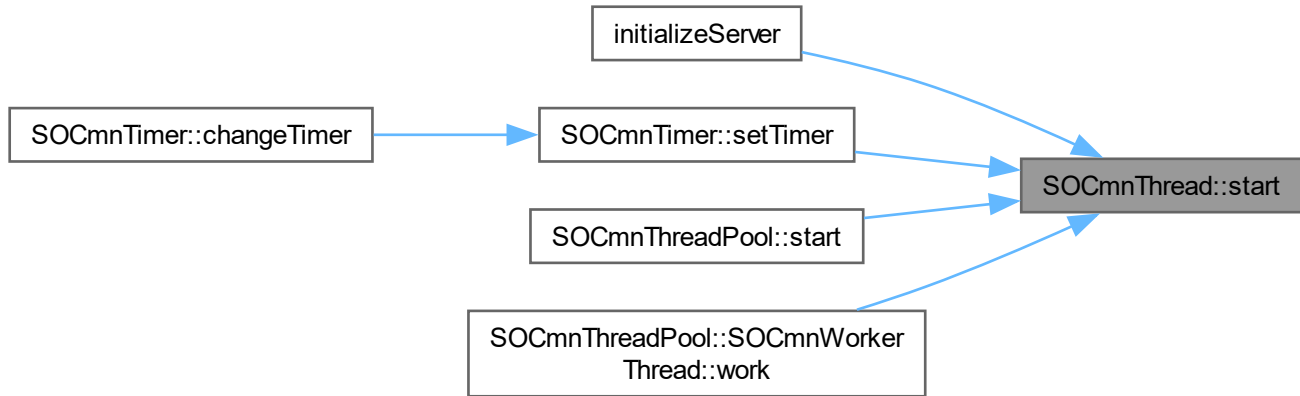 initializeServer
SOCmnTimer::changeTimer
SOCmnTimer::setTimer
SOCmnThread::start
SOCmnThreadPool::start
SOCmnThreadPool::SOCmnWorker
Thread::work